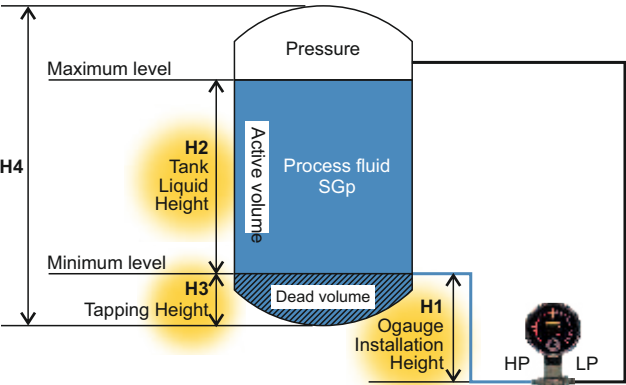 Pressure
Maximum level
H4
H2
Tank
Liquid
Height
Active volume
Process fluid
SGp
Minimum level
H3
Tapping Height
Dead volume
H1
Ogauge
Installation
Height
HP
LP